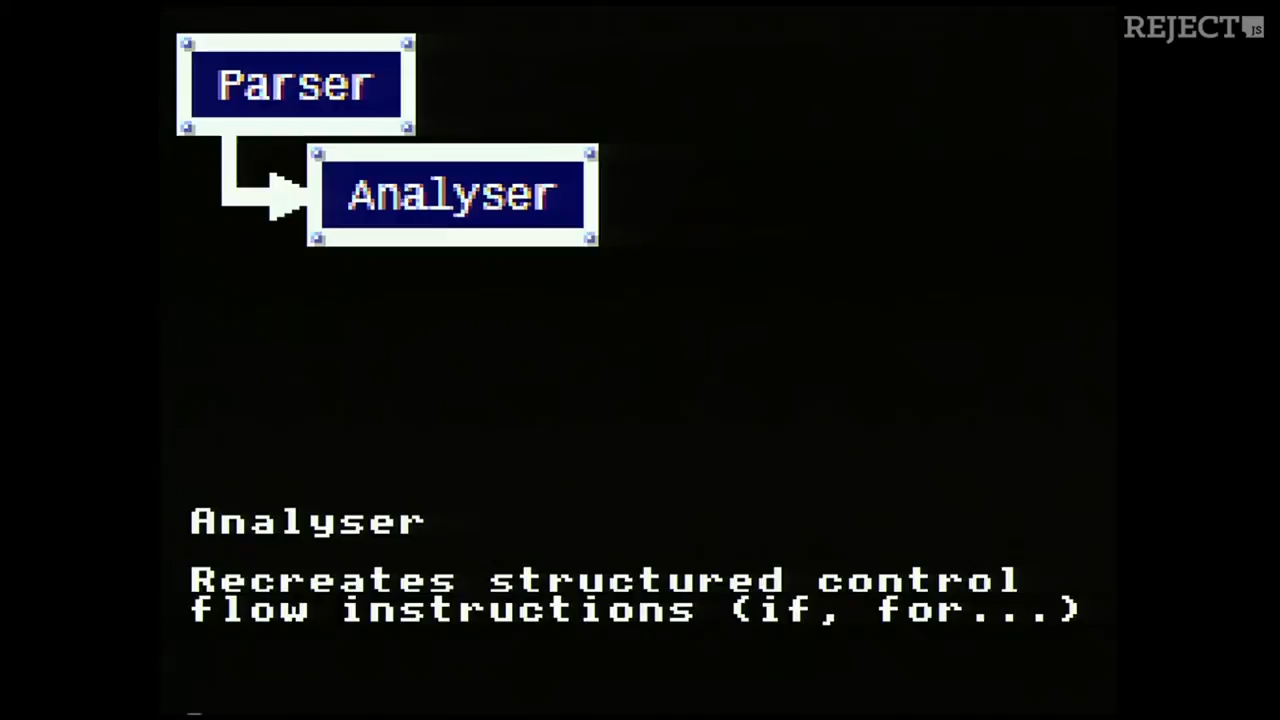 REJECT JS
Parser
Analyser
Analyser
Recreates structured control
flow instructions (if, for...)